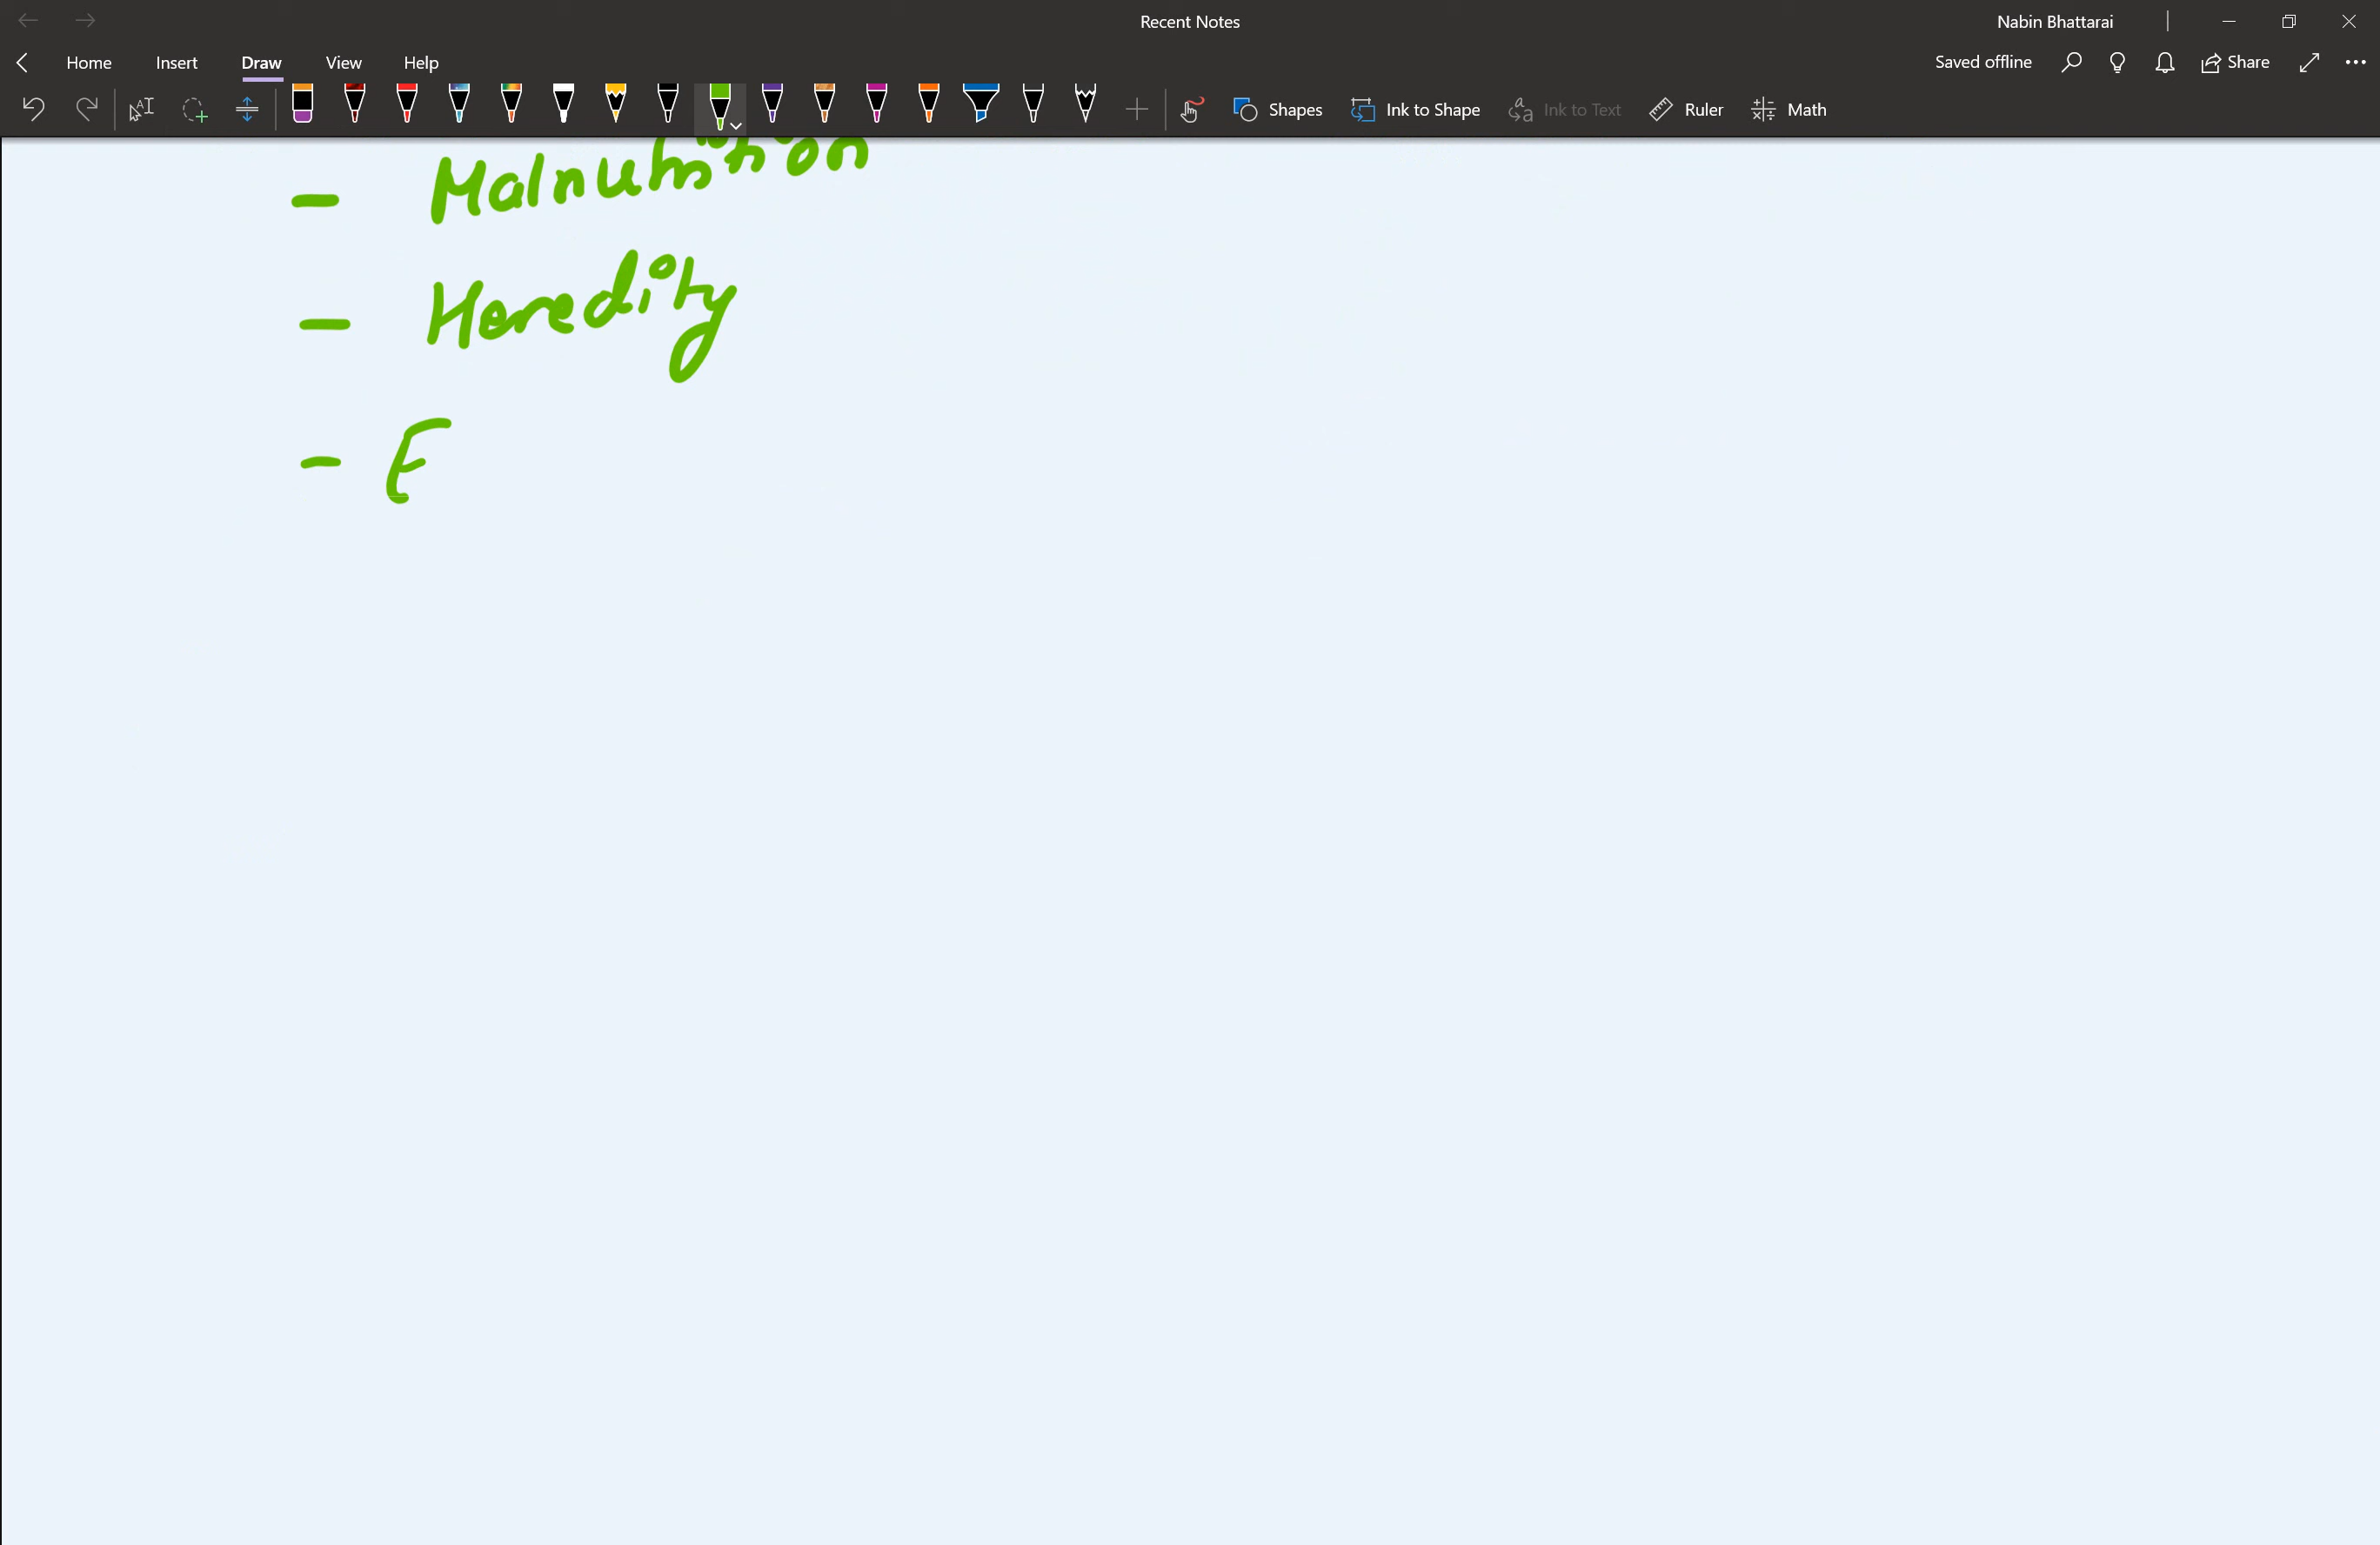 Recent Notes Nabin Bhattarai
Home Insert Draw View Help Saved offline Share
Shapes Ink to Shape Ink to Text Ruler Math
- Malnutrition
- Heredity
- E